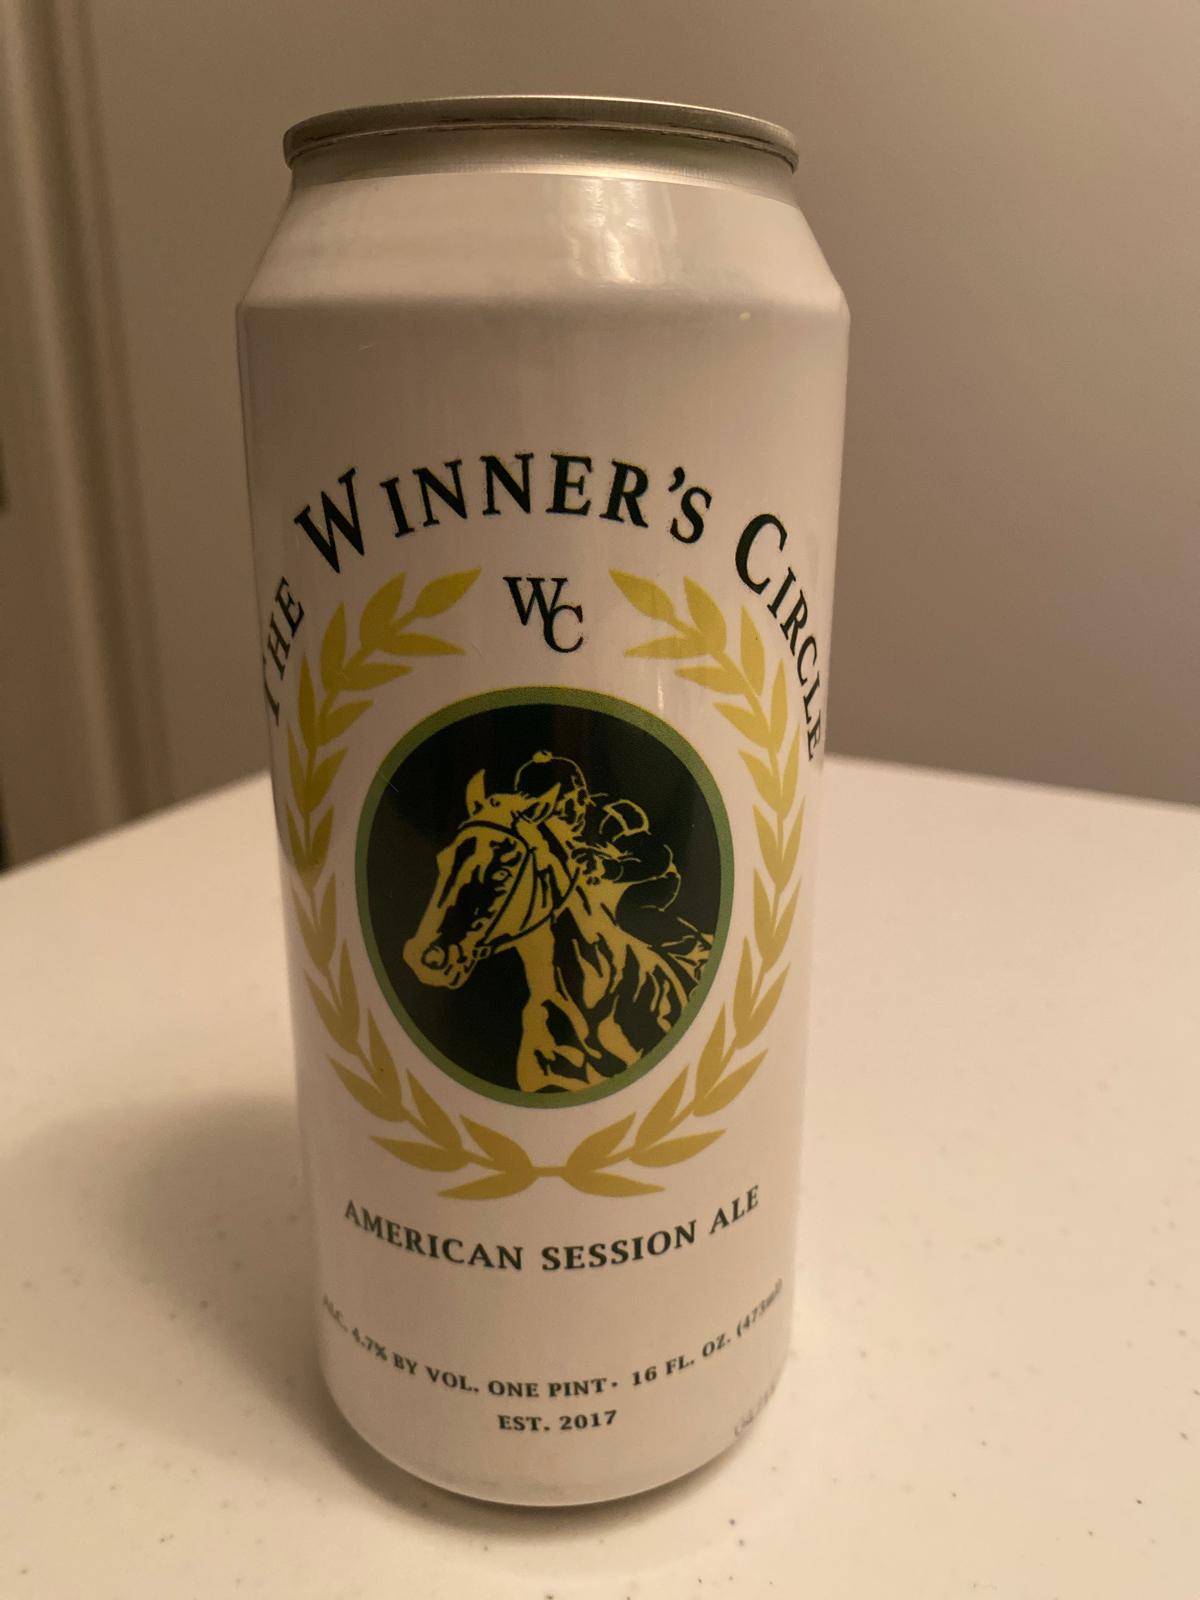 THE WINNER'S CIRCLE
WC
AMERICAN SESSION ALE
ALC. 4.7% BY VOL. ONE PINT · 16 FL. OZ. (473ml)
EST. 2017